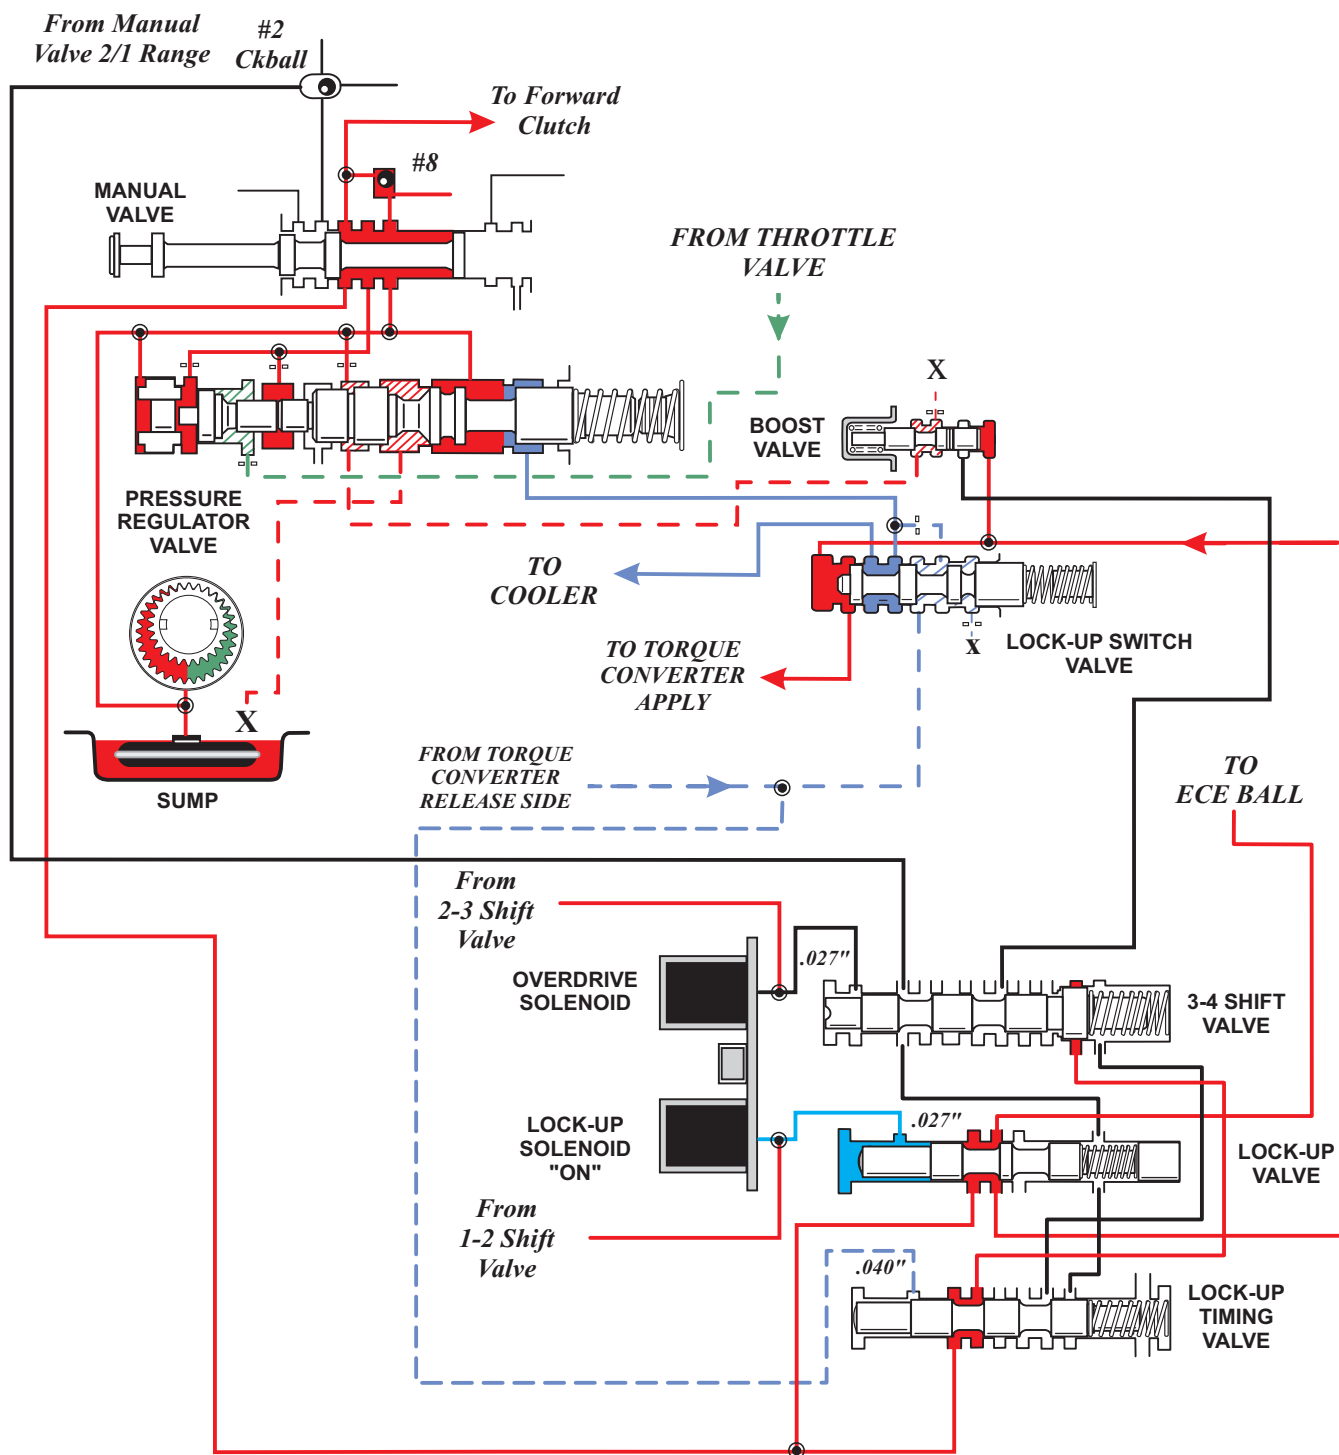 From Manual
Valve 2/1 Range
#2
Ckball
To Forward
Clutch
#8
MANUAL
VALVE
FROM THROTTLE
VALVE
X
BOOST
VALVE
PRESSURE
REGULATOR
VALVE
TO
COOLER
x
LOCK-UP SWITCH
VALVE
TO TORQUE
CONVERTER
APPLY
X
SUMP
FROM TORQUE
CONVERTER
RELEASE SIDE
TO
ECE BALL
From
2-3 Shift
Valve
.027"
OVERDRIVE
SOLENOID
3-4 SHIFT
VALVE
LOCK-UP
SOLENOID
"ON"
.027"
LOCK-UP
VALVE
From
1-2 Shift
Valve
.040"
LOCK-UP
TIMING
VALVE